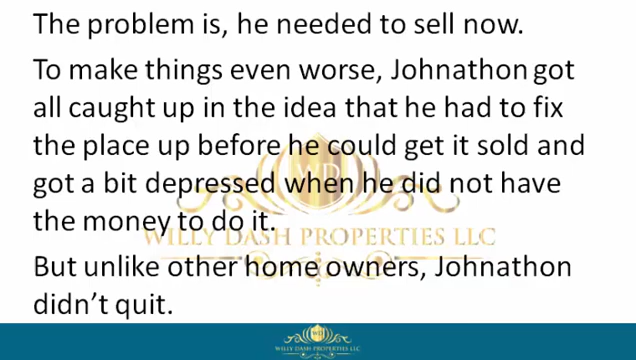 The problem is, he needed to sell now.
To make things even worse, Johnathon got
all caught up in the idea that he had to fix
the place up before he could get it sold and
got a bit depressed when he did not have
the money to do it.
WILLY DASH PROPERTIES LLC
But unlike other home owners, Johnathon
didn't quit.
WILLY DASH PROPERTIES LLC